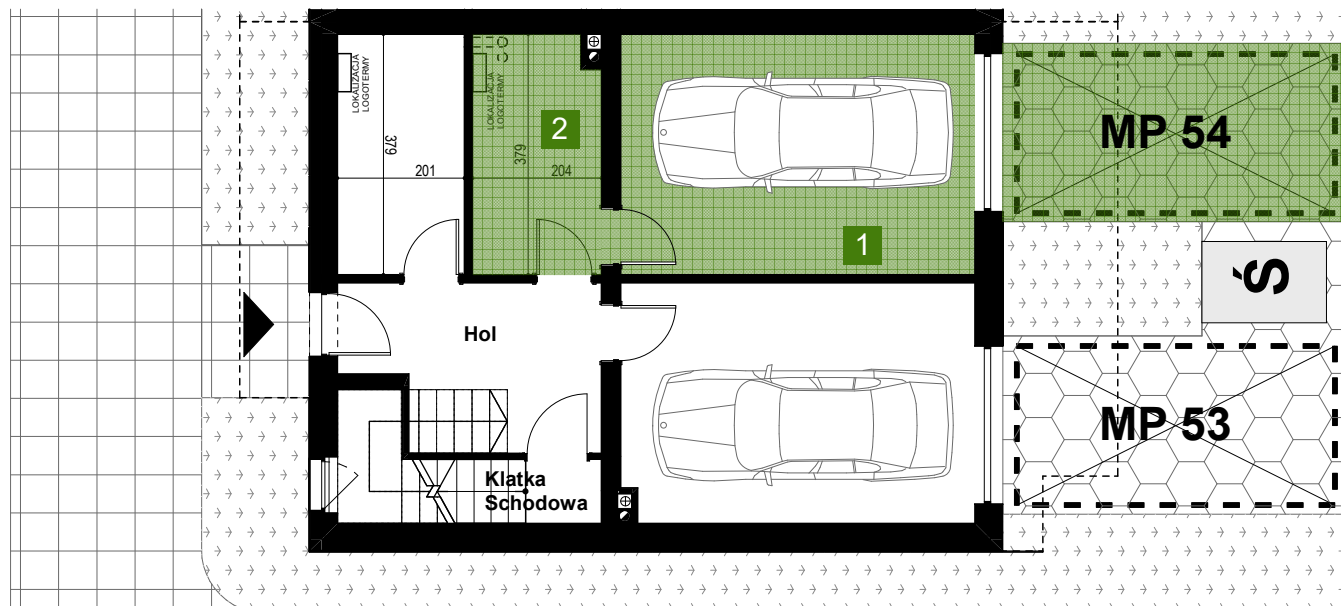 LOKALIZACJA
LOGOTERMY
379
201
LOKALIZACJA
LOGOTERMY
2
379
204
1
MP 54
Ś
Hol
MP 53
Klatka
Schodowa